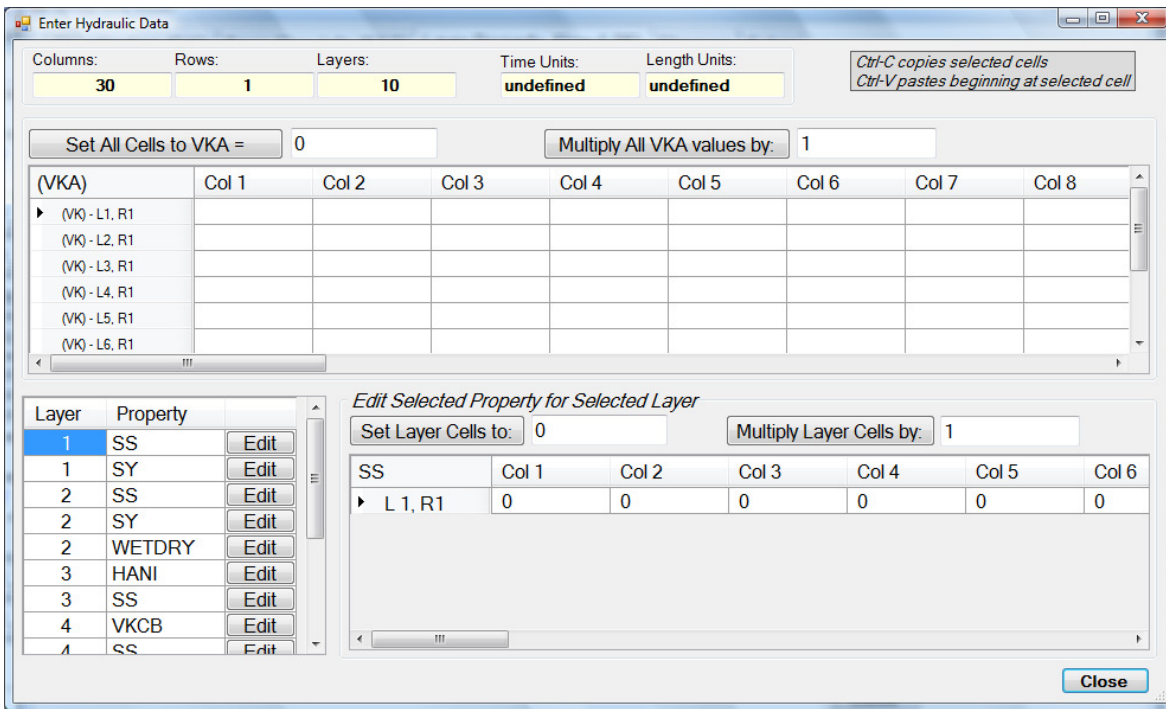 Enter Hydraulic Data
Columns: Rows: Layers: Time Units: Length Units:
30 1 10 undefined undefined
Ctrl-C copies selected cells
Ctrl-V pastes beginning at selected cell
Set All Cells to VKA = 0 Multiply All VKA values by: 1
(VKA) Col 1 Col 2 Col 3 Col 4 Col 5 Col 6 Col 7 Col 8
(VK) - L1, R1
(VK) - L2, R1
(VK) - L3, R1
(VK) - L4, R1
(VK) - L5, R1
(VK) - L6, R1
Layer Property
1 SS Edit
1 SY Edit
2 SS Edit
2 SY Edit
2 WETDRY Edit
3 HANI Edit
3 SS Edit
4 VKCB Edit
4 SS Edit
Edit Selected Property for Selected Layer
Set Layer Cells to: 0 Multiply Layer Cells by: 1
SS Col 1 Col 2 Col 3 Col 4 Col 5 Col 6
L 1, R1 0 0 0 0 0 0
Close